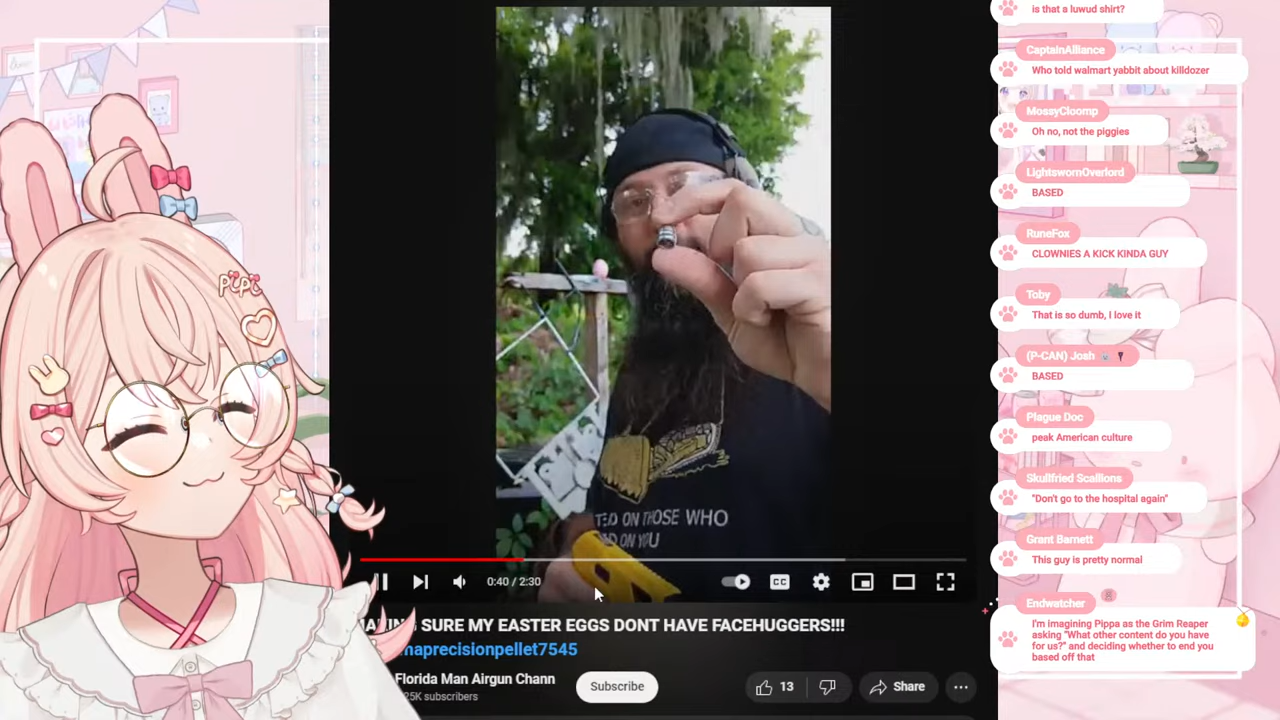 is that a luwud shirt?
CaptainAlliance
Who told walmart yabbit about killdozer
MossyCloomp
Oh no, not the piggies
LightswornOverlord
BASED
RuneFox
CLOWNIES A KICK KINDA GUY
Toby
That is so dumb, i love it
(P-CAN) Josh
BASED
Plague Doc
peak American culture
Skullfried Scallions
"Don't go to the hospital again"
Grant Barnett
This guy is pretty normal
Endwatcher
I'm imagining Pippa as the Grim Reaper
asking "What other content do you have
for us?" and deciding whether to end you
based off that
pipi
ON THOSE WHO
ON YOU
0:40 / 2:30
CC
SURE MY EASTER EGGS DONT HAVE FACEHUGGERS!!!
maprecisionpellet7545
Florida Man Airgun Chann
25K subscribers
Subscribe
13
Share